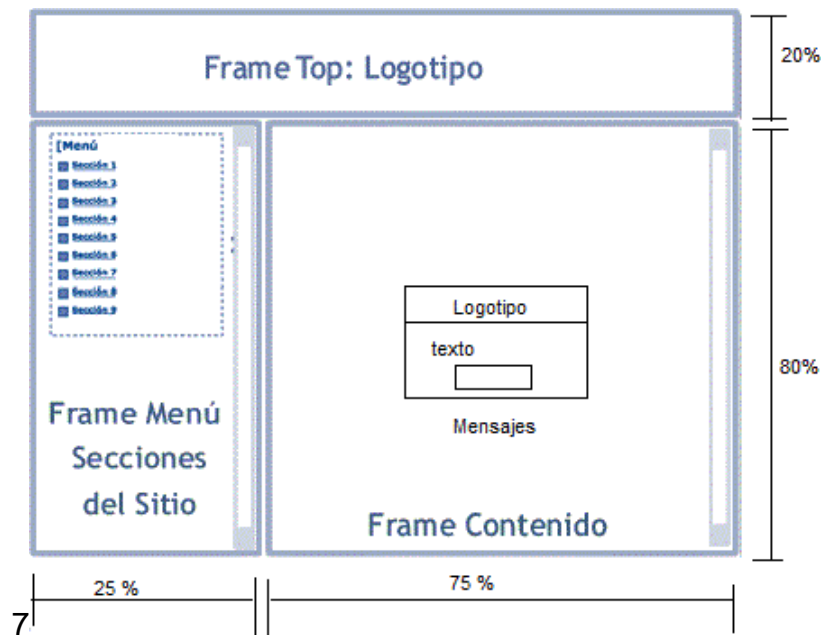 Frame Top: Logotipo
20%
[Menú
Sección 1
Sección 2
Sección 3
Sección 4
Sección 5
Sección 6
Sección 7
Sección 8
Sección 9
Frame Menú
Secciones
del Sitio
Logotipo
texto
Mensajes
Frame Contenido
80%
25 %
75 %
7